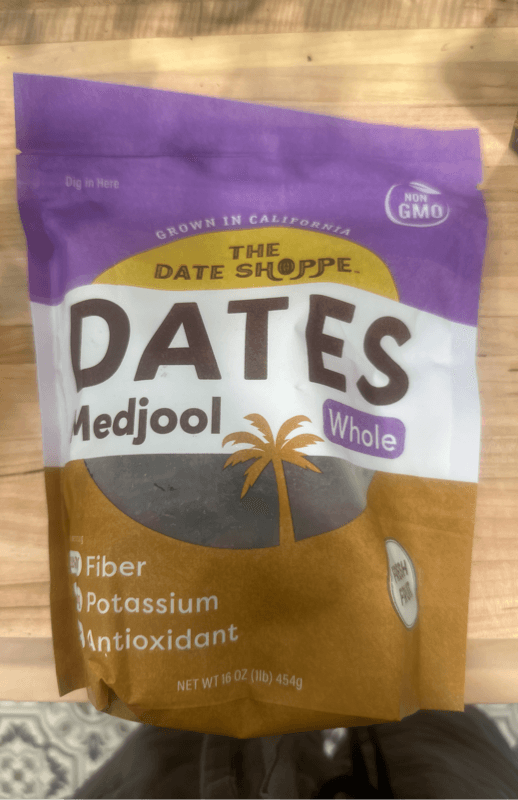 Dig in Here
NON
GMO
GROWN IN CALIFORNIA
THE
DATE SHOPPE
DATES
Medjool
Whole
Fiber
Potassium
Antioxidant
NET WT 16 OZ (1lb) 454g